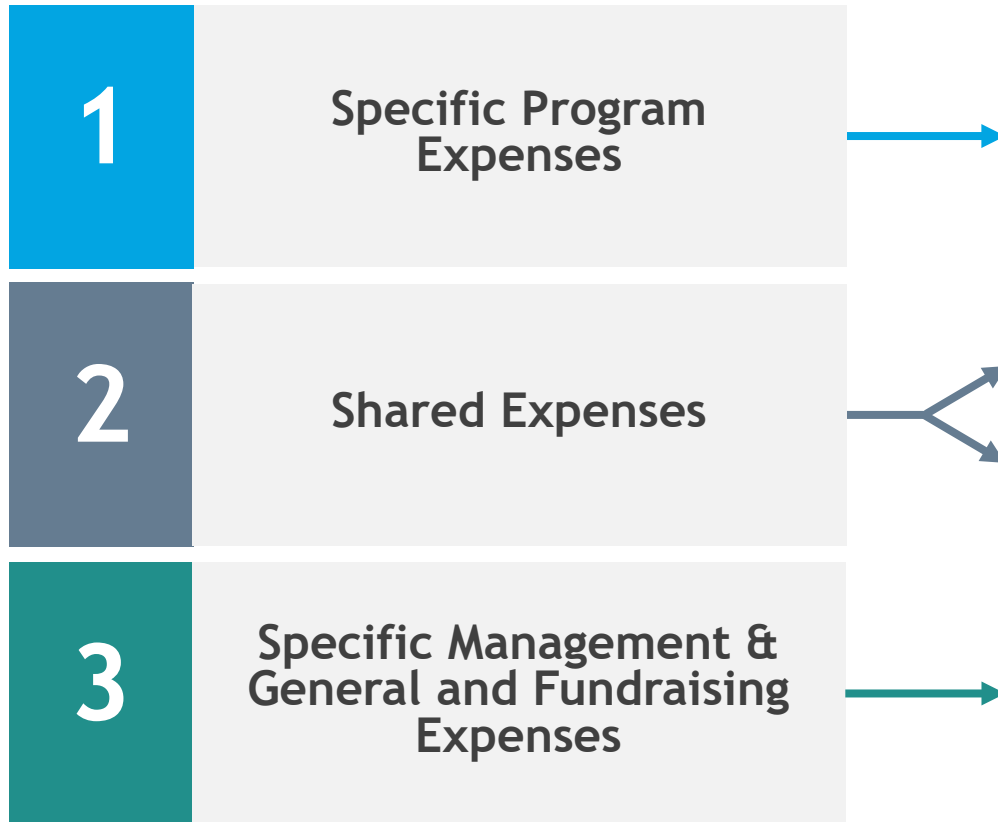 1
Specific Program
Expenses
2
Shared Expenses
3
Specific Management &
General and Fundraising
Expenses